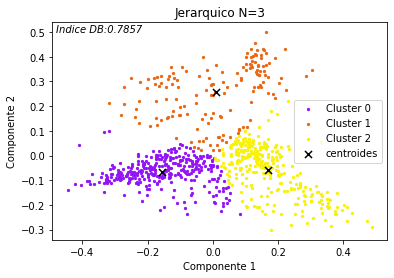 Jerarquico N=3
Indice DB:0.7857
Componente 2
0.5
0.4
0.3
0.2
0.1
0.0
−0.1
−0.2
−0.3
Cluster 0
Cluster 1
Cluster 2
centroides
−0.4 −0.2 0.0 0.2 0.4
Componente 1